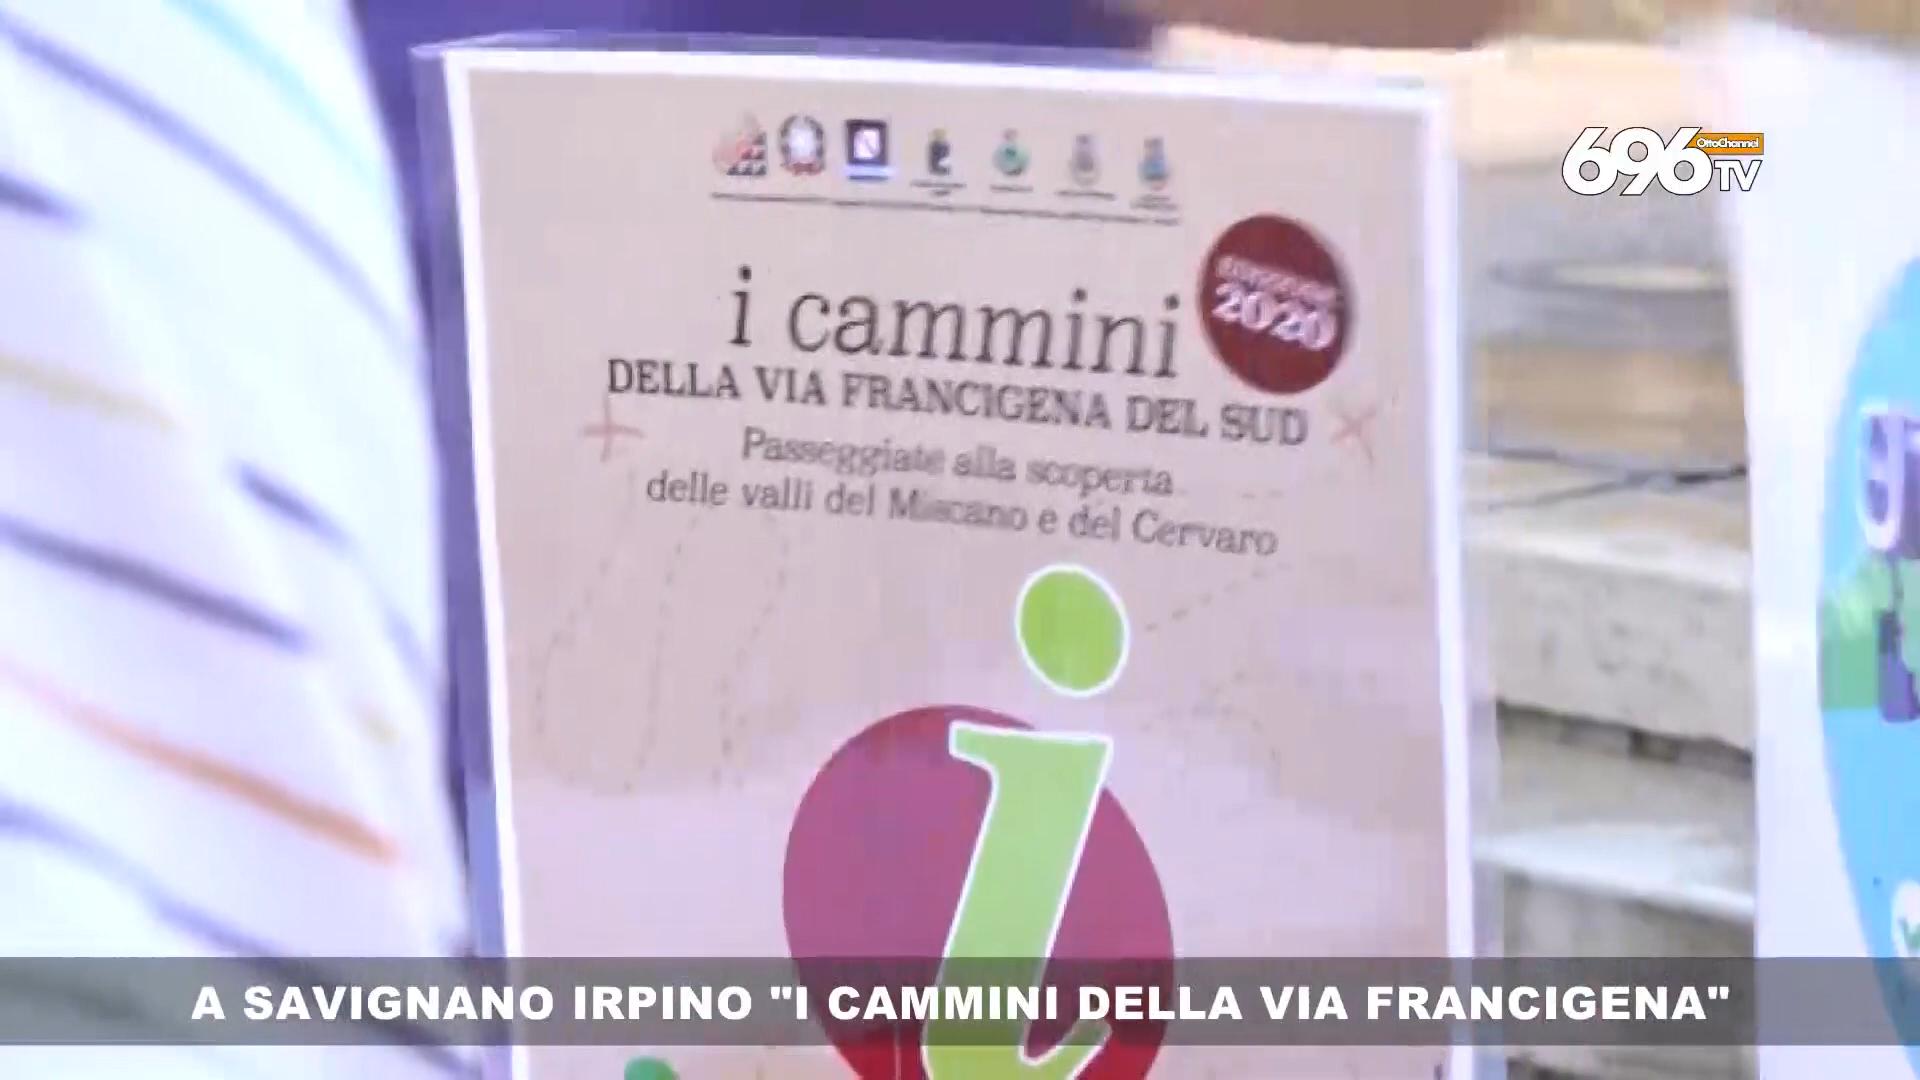 696
OttoChannel
TV
2020
i cammini
DELLA VIA FRANCIGENA DEL SUD
Passeggiate alla scoperta
delle valli del Miscano e del Cervaro
i
A SAVIGNANO IRPINO "I CAMMINI DELLA VIA FRANCIGENA"